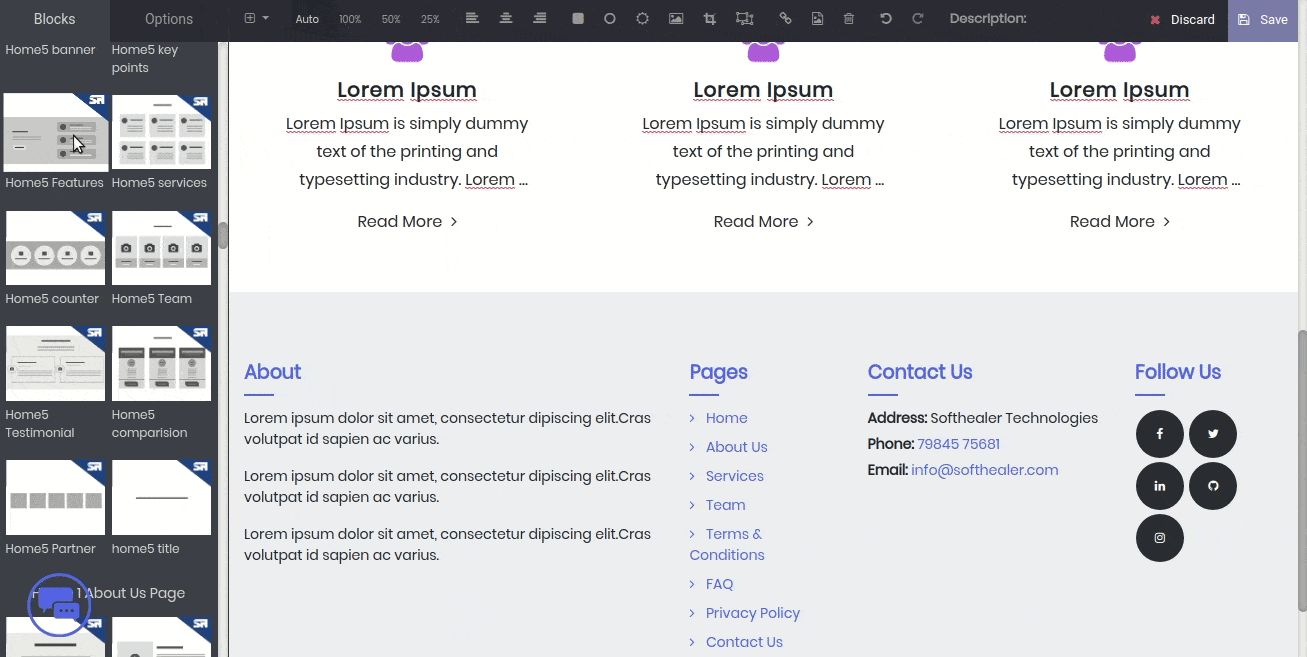 Blocks
Options
Auto 100% 50% 25%
Description:
Discard
Save
Home5 banner
Home5 key points
Home5 Features
Home5 services
Home5 counter
Home5 Team
Home5 Testimonial
Home5 comparision
Home5 Partner
home5 title
1 About Us Page
Lorem Ipsum
Lorem Ipsum is simply dummy
text of the printing and
typesetting industry. Lorem ...
Read More
Lorem Ipsum
Lorem Ipsum is simply dummy
text of the printing and
typesetting industry. Lorem ...
Read More
Lorem Ipsum
Lorem Ipsum is simply dummy
text of the printing and
typesetting industry. Lorem ...
Read More
About
Lorem ipsum dolor sit amet, consectetur dipiscing elit.Cras
volutpat id sapien ac varius.
Lorem ipsum dolor sit amet, consectetur dipiscing elit.Cras
volutpat id sapien ac varius.
Lorem ipsum dolor sit amet, consectetur dipiscing elit.Cras
volutpat id sapien ac varius.
Pages
Home
About Us
Services
Team
Terms &
Conditions
FAQ
Privacy Policy
Contact Us
Contact Us
Address: Softhealer Technologies
Phone: 79845 75681
Email: info@softhealer.com
Follow Us